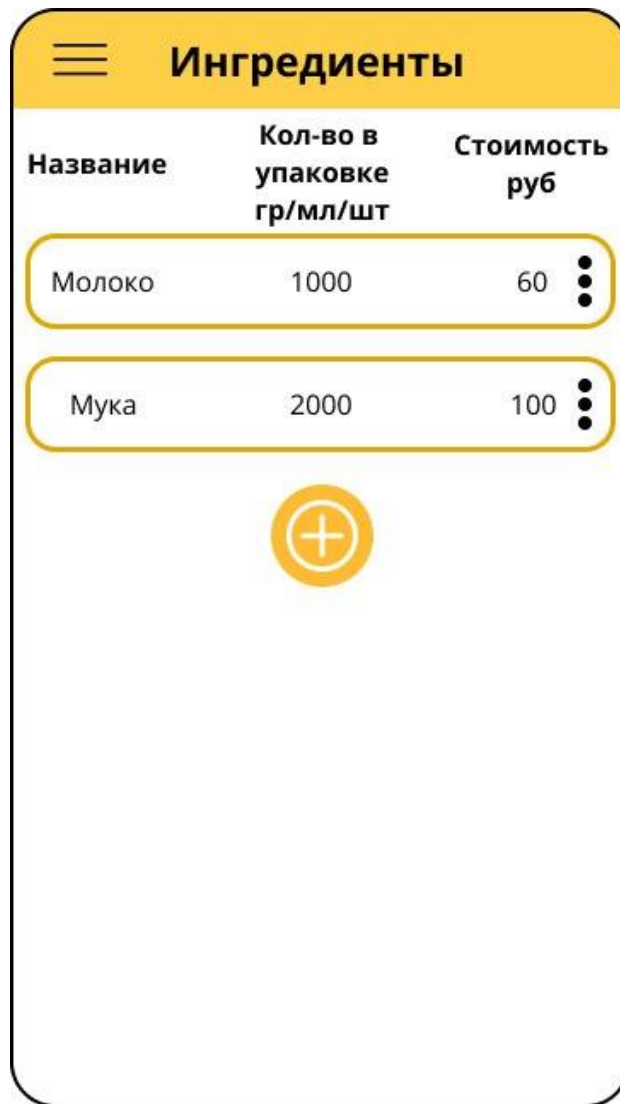 Ингредиенты
Название
Кол-во в
упаковке
гр/мл/шт
Стоимость
руб
Молоко 1000 60
Мука 2000 100